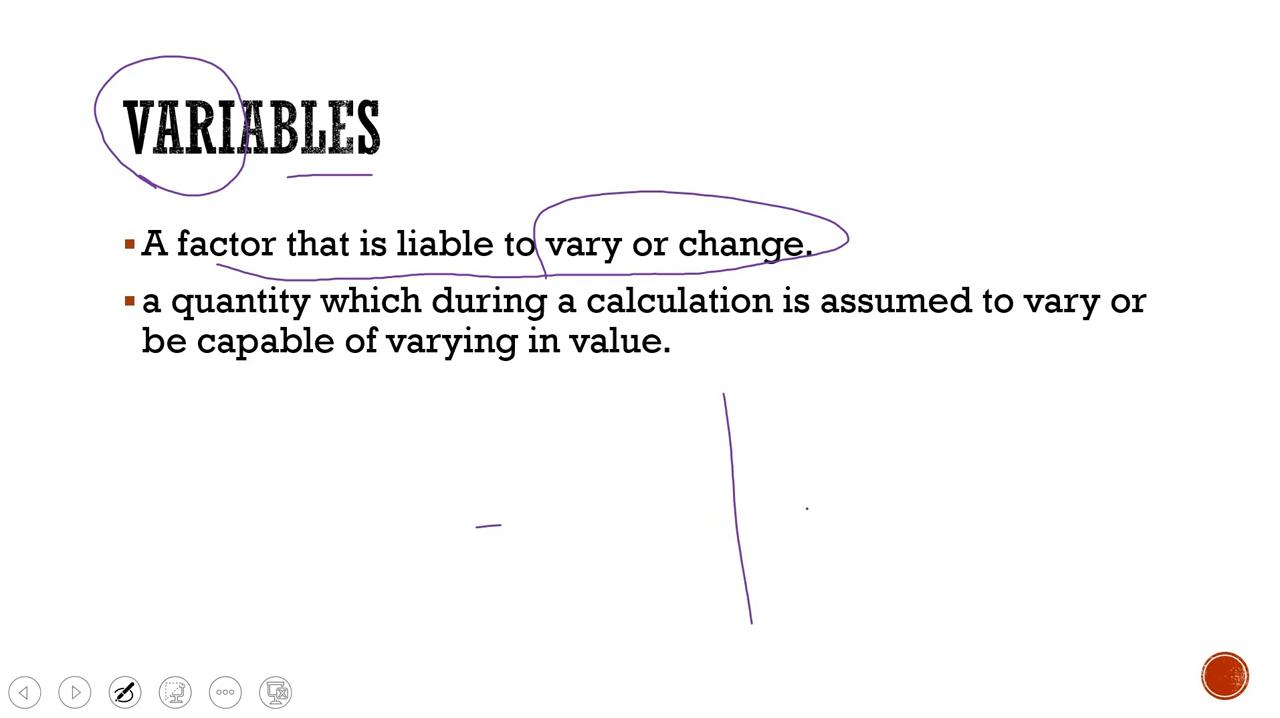 VARIABLES
A factor that is liable to vary or change.
a quantity which during a calculation is assumed to vary or
be capable of varying in value.